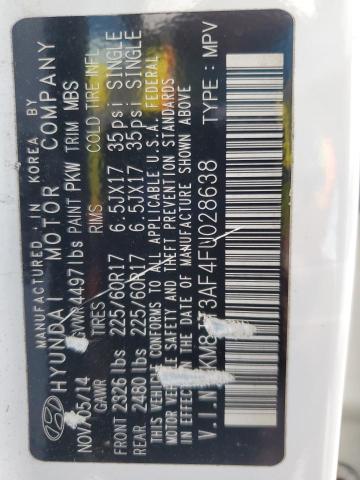 MANUFACTURED IN KOREA BY
HYUNDAI MOTOR COMPANY
NOV/05/14 GVWR 4497 lbs PAINT PKW TRIM MBS
GAWR TIRES RIMS COLD TIRE INFL
FRONT 2326 lbs 225/60R17 6.5JX17 35psi SINGLE
REAR 2480 lbs 225/60R17 6.5JX17 35psi SINGLE
THIS VEHICLE CONFORMS TO ALL APPLICABLE U.S.A. FEDERAL
MOTOR VEHICLE SAFETY AND THEFT PREVENTION STANDARDS
IN EFFECT ON THE DATE OF MANUFACTURE SHOWN ABOVE
V.I.N KM8 3AF4FU028638 TYPE: MPV